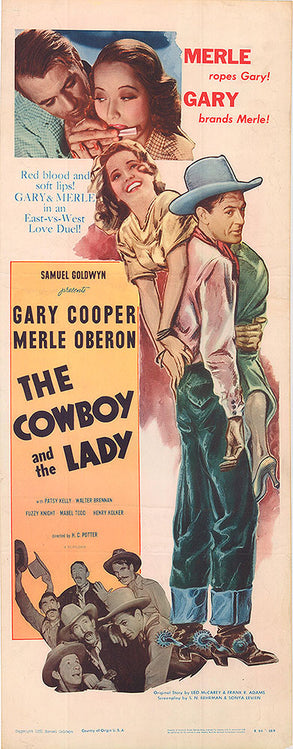 MERLE
ropes Gary!
GARY
brands Merle!
Red blood and
soft lips!
GARY & MERLE
in an
East-vs-West
Love Duel!
SAMUEL GOLDWYN
presents
GARY COOPER
MERLE OBERON
THE
COWBOY
and
the LADY
with PATSY KELLY · WALTER BRENNAN
FUZZY KNIGHT · MABEL TODD · HENRY KOLKER
directed by H. C. POTTER
Original Story by LEO McCAREY & FRANK R. ADAMS
Screenplay by S. N. BEHRMAN & SONYA LEVIEN
Country of Origin U.S.A.